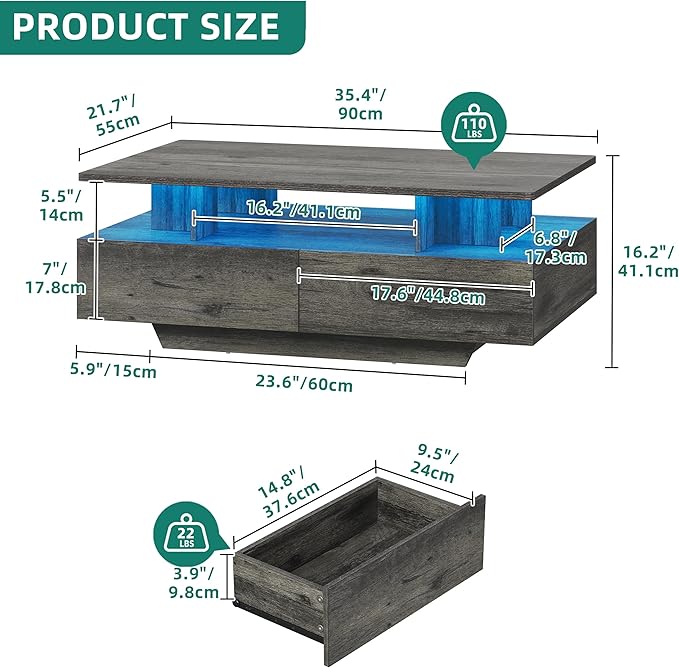 PRODUCT SIZE
21.7"/
55cm
35.4"/
90cm
110
LBS
5.5"/
14cm
16.2"/41.1cm
6.8"/
17.3cm
16.2"/
41.1cm
7"/
17.8cm
17.6"/44.8cm
5.9"/15cm
23.6"/60cm
14.8"/
37.6cm
9.5"/
24cm
22
LBS
3.9"/
9.8cm